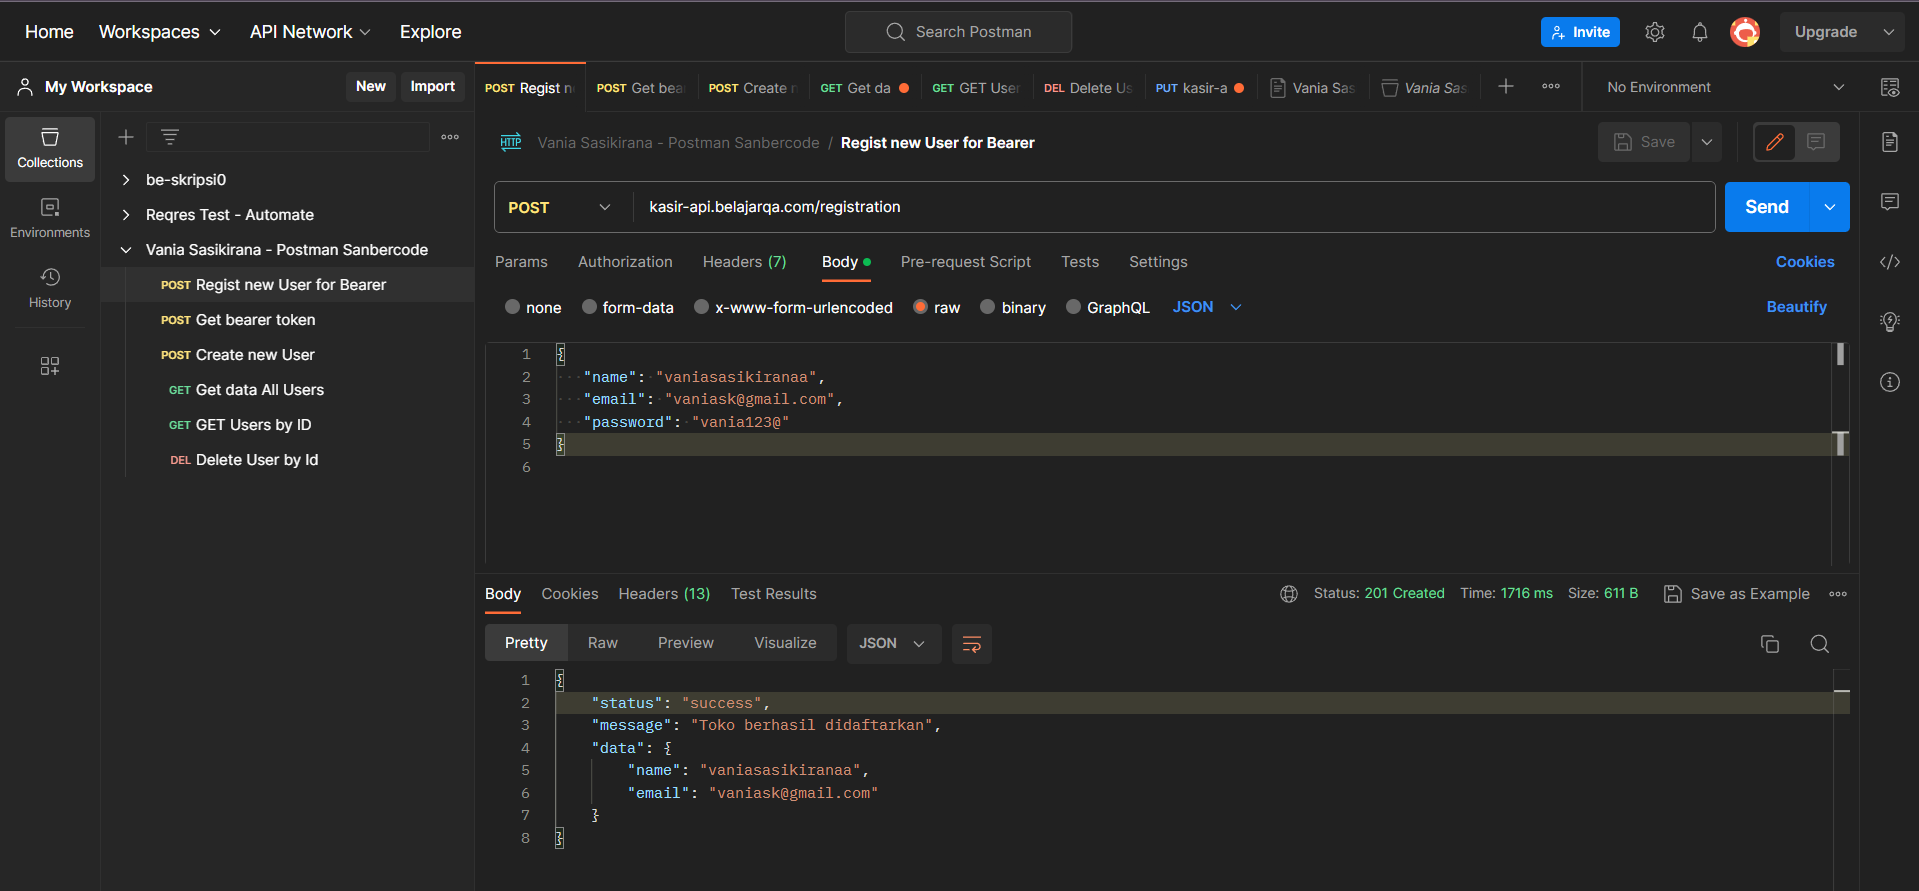 Home Workspaces API Network Explore Search Postman Invite Upgrade
My Workspace New Import
POST Regist n POST Get bea POST Create n GET Get da GET GET User DEL Delete Us PUT kasir-a Vania Sas Vania Sas No Environment
Collections
Environments
History
be-skripsi0
Reqres Test - Automate
Vania Sasikirana - Postman Sanbercode
POST Regist new User for Bearer
POST Get bearer token
POST Create new User
GET Get data All Users
GET GET Users by ID
DEL Delete User by Id
HTTP Vania Sasikirana - Postman Sanbercode / Regist new User for Bearer Save
POST kasir-api.belajarqa.com/registration Send
Params Authorization Headers (7) Body Pre-request Script Tests Settings Cookies
none form-data x-www-form-urlencoded raw binary GraphQL JSON Beautify
1 {
2 "name": "vaniasasikiranaa",
3 "email": "vaniask@gmail.com",
4 "password": "vania123@"
5 }
6
Body Cookies Headers (13) Test Results Status: 201 Created Time: 1716 ms Size: 611 B Save as Example
Pretty Raw Preview Visualize JSON
1 {
2 "status": "success",
3 "message": "Toko berhasil didaftarkan",
4 "data": {
5 "name": "vaniasasikiranaa",
6 "email": "vaniask@gmail.com"
7 }
8 }